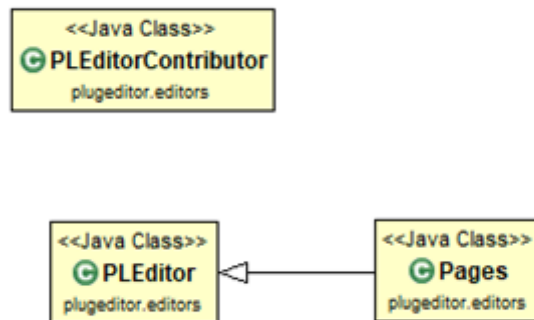 <<Java Class>>
PLEditorContributor
plugeditor.editors
<<Java Class>>
PLEditor
plugeditor.editors
<<Java Class>>
Pages
plugeditor.editors